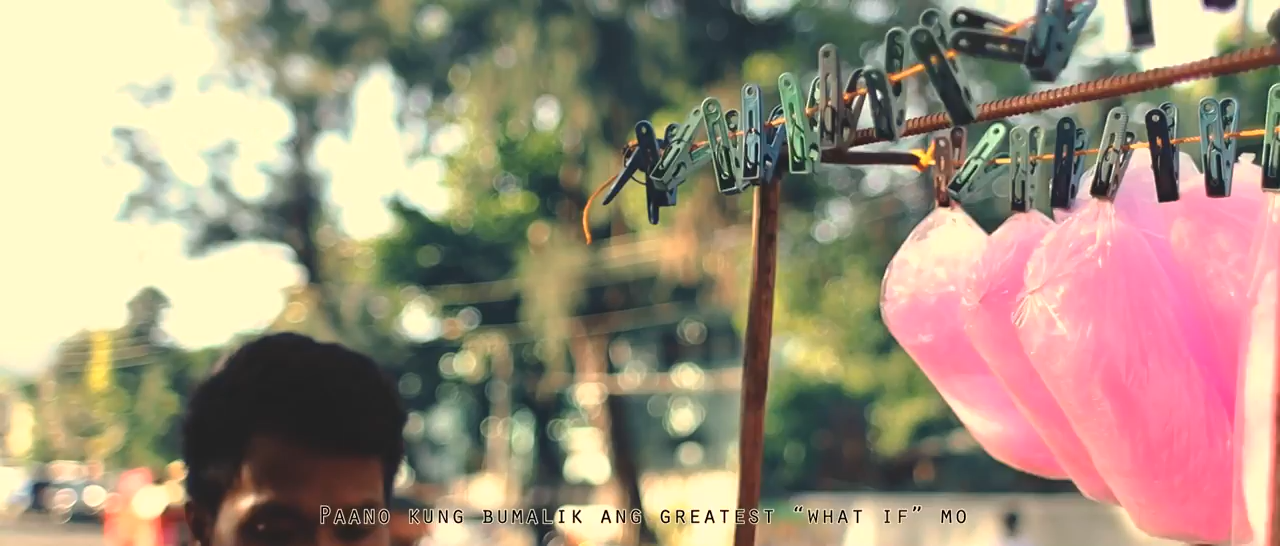 Paano kung bumalik ang greatest “what if” mo